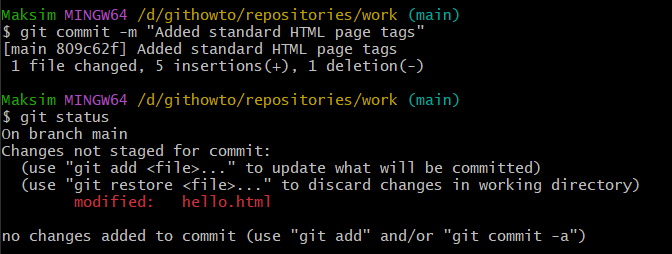 Maksim MINGW64 /d/githowto/repositories/work (main)
$ git commit -m "Added standard HTML page tags"
[main 809c62f] Added standard HTML page tags
 1 file changed, 5 insertions(+), 1 deletion(-)

Maksim MINGW64 /d/githowto/repositories/work (main)
$ git status
On branch main
Changes not staged for commit:
  (use "git add <file>..." to update what will be committed)
  (use "git restore <file>..." to discard changes in working directory)
        modified:   hello.html

no changes added to commit (use "git add" and/or "git commit -a")